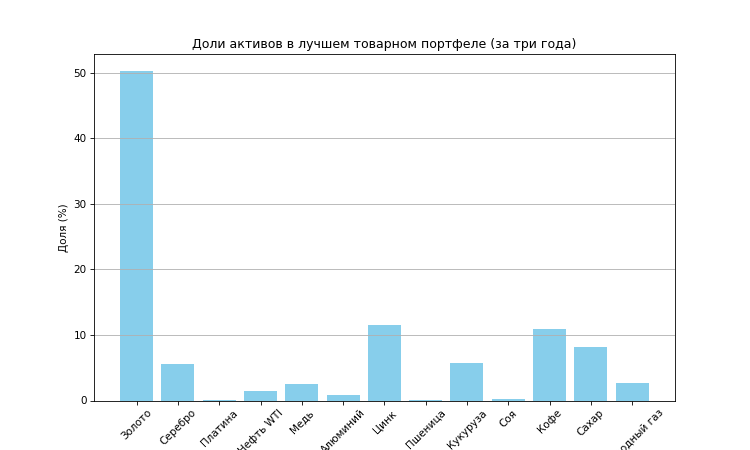 Доли активов в лучшем товарном портфеле (за три года)
Доля (%)
50
40
30
20
10
0
Золото
Серебро
Платина
Нефть WTI
Медь
Алюминий
Цинк
Пшеница
Кукуруза
Соя
Кофе
Сахар
одный газ